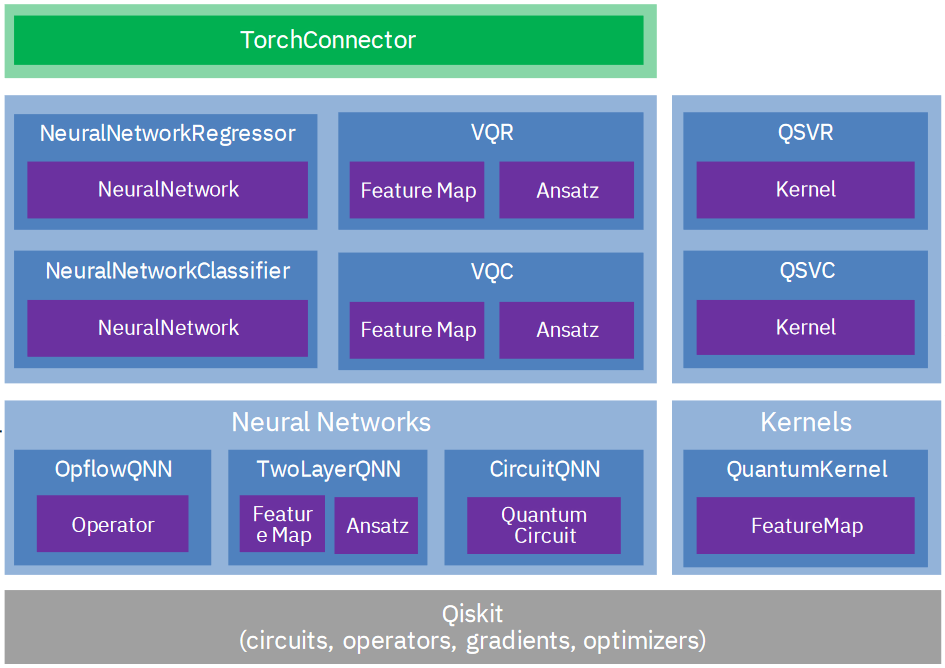 TorchConnector
NeuralNetworkRegressor
NeuralNetwork
VQR
Feature Map
Ansatz
QSVR
Kernel
NeuralNetworkClassifier
NeuralNetwork
VQC
Feature Map
Ansatz
QSVC
Kernel
Neural Networks
OpflowQNN
Operator
TwoLayerQNN
Featur
e Map
Ansatz
CircuitQNN
Quantum
Circuit
Kernels
QuantumKernel
FeatureMap
Qiskit
(circuits, operators, gradients, optimizers)